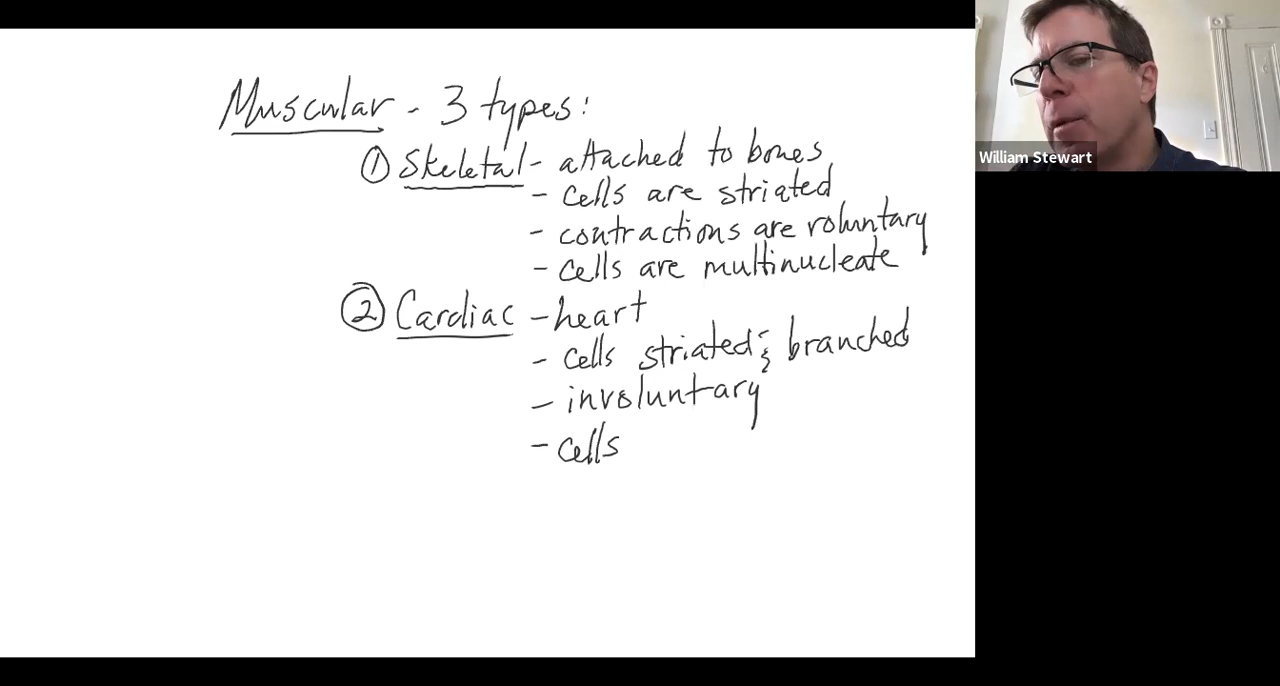 Muscular - 3 types:
① Skeletal - attached to bones
- cells are striated
- contractions are voluntary
- cells are multinucleate
② Cardiac - heart
- cells striated & branched
- involuntary
- cells
William Stewart